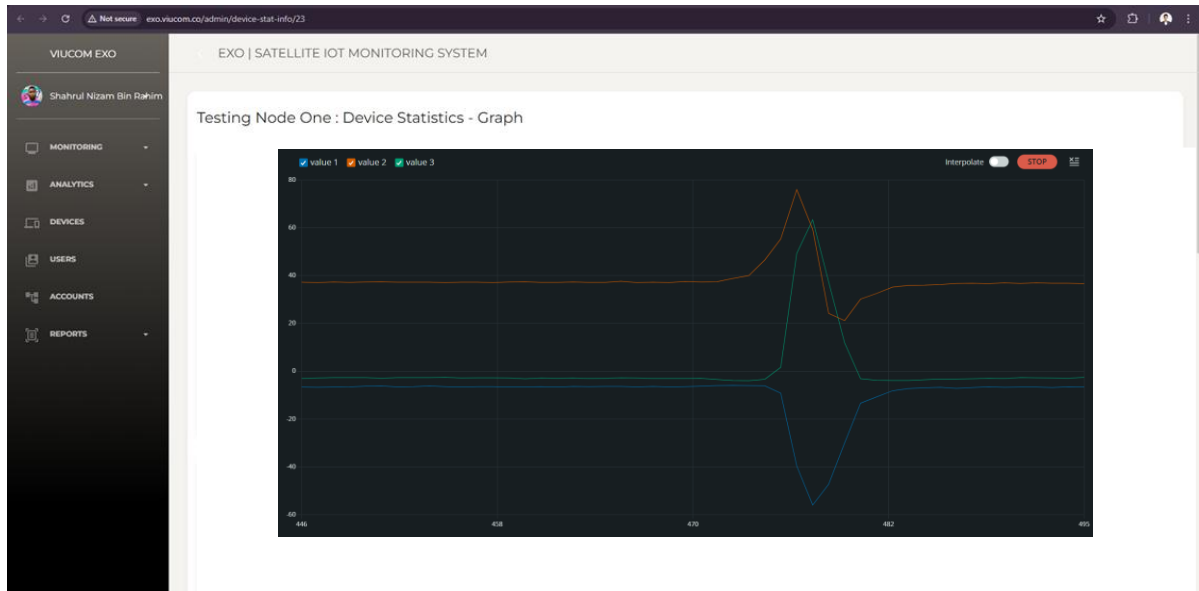 Not secure exo.viucom.co/admin/device-stat-info/23
VIUCOM EXO
EXO | SATELLITE IOT MONITORING SYSTEM
Shahrul Nizam Bin Rahim
MONITORING
ANALYTICS
DEVICES
USERS
ACCOUNTS
REPORTS
Testing Node One : Device Statistics - Graph
value 1 value 2 value 3
Interpolate STOP
80
60
40
20
0
-20
-40
-60
446 458 470 482 495